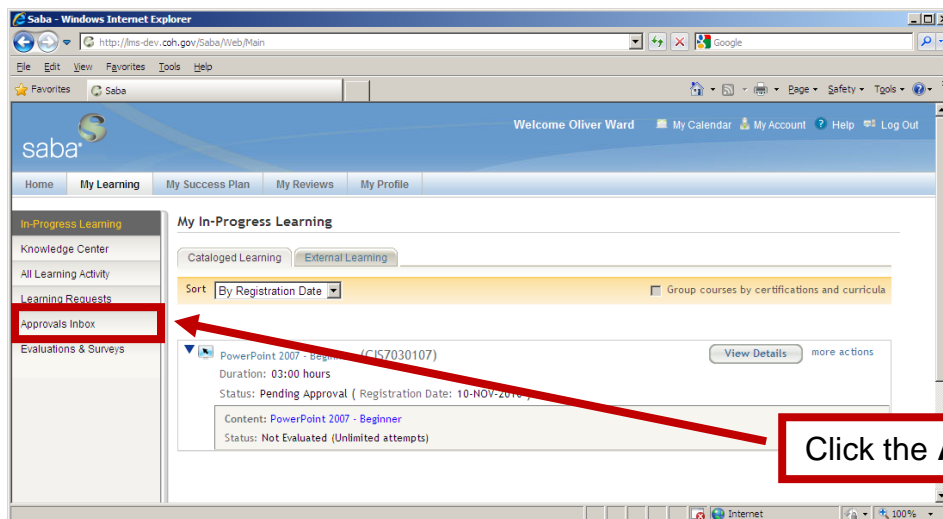 Saba - Windows Internet Explorer
http://lms-dev.coh.gov/Saba/Web/Main
Google
File Edit View Favorites Tools Help
Favorites Saba
Page Safety Tools
saba
Welcome Oliver Ward My Calendar My Account Help Log Out
Home My Learning My Success Plan My Reviews My Profile
In-Progress Learning
Knowledge Center
All Learning Activity
Learning Requests
Approvals Inbox
Evaluations & Surveys
My In-Progress Learning
Cataloged Learning External Learning
Sort By Registration Date Group courses by certifications and curricula
PowerPoint 2007 - (CIS7030107) View Details more actions
Duration: 03:00 hours
Status: Pending Approval ( Registration Date: 10-NOV-
Content: PowerPoint 2007 - Beginner
Status: Not Evaluated (Unlimited attempts)
Click the
Internet 100%